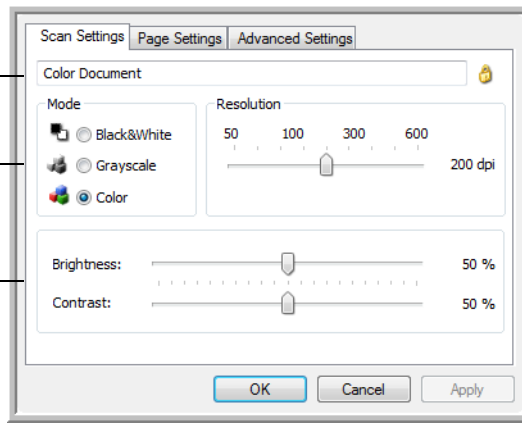 Scan Settings Page Settings Advanced Settings
Color Document
Mode
Black&White
Grayscale
Color
Resolution
50 100 300 600
200 dpi
Brightness: 50 %
Contrast: 50 %
OK Cancel Apply